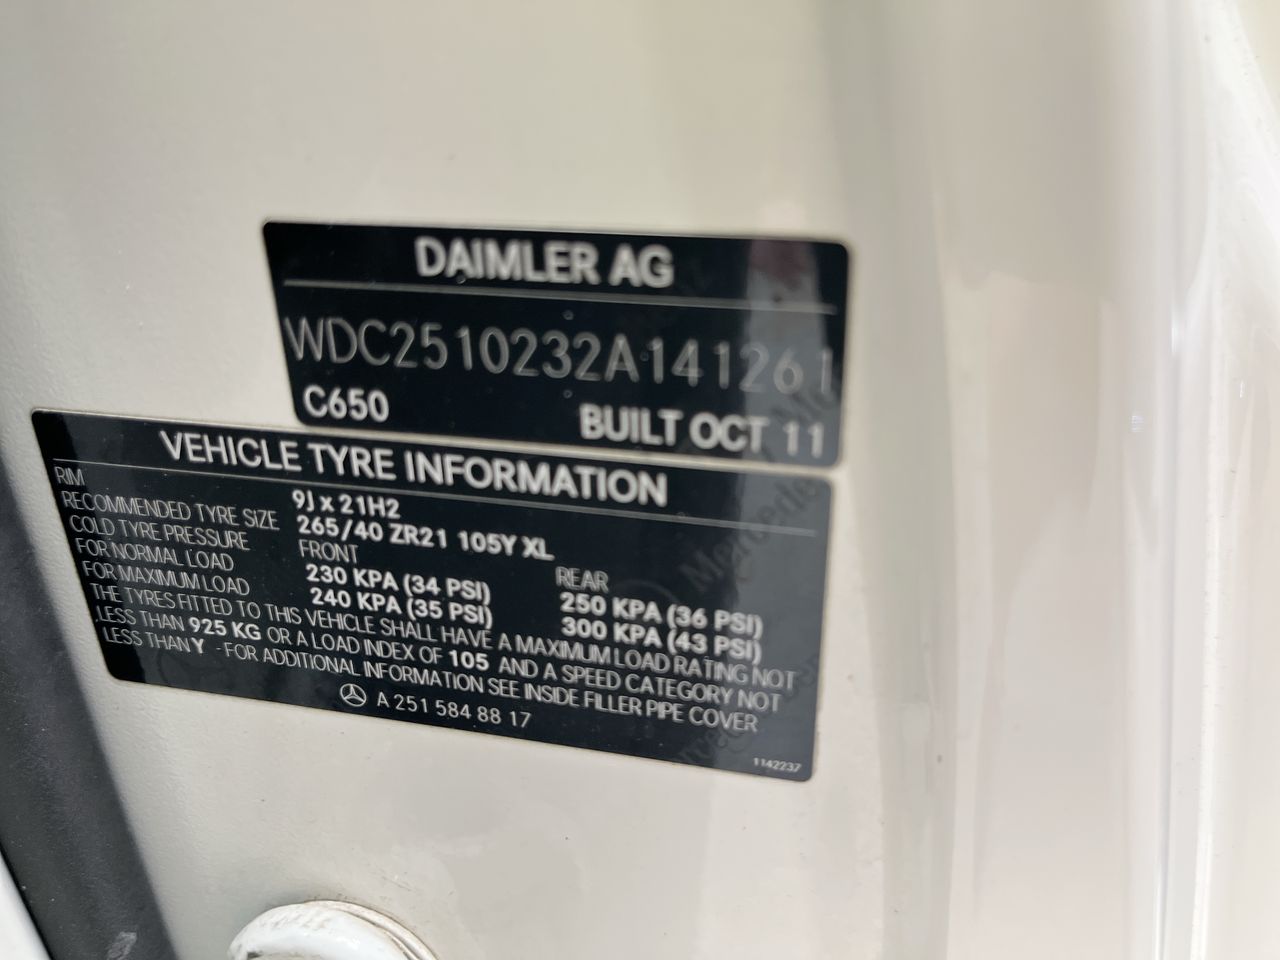 DAIMLER AG
WDC2510232A141261
C650 BUILT OCT 11
VEHICLE TYRE INFORMATION
RIM 9J x 21H2
RECOMMENDED TYRE SIZE 265/40 ZR21 105Y XL
COLD TYRE PRESSURE FRONT REAR
FOR NORMAL LOAD 230 KPA (34 PSI) 250 KPA (36 PSI)
FOR MAXIMUM LOAD 240 KPA (35 PSI) 300 KPA (43 PSI)
THE TYRES FITTED TO THIS VEHICLE SHALL HAVE A MAXIMUM LOAD RATING NOT
LESS THAN 925 KG OR A LOAD INDEX OF 105 AND A SPEED CATEGORY NOT
LESS THAN Y - FOR ADDITIONAL INFORMATION SEE INSIDE FILLER PIPE COVER
A 251 584 88 17
1142237